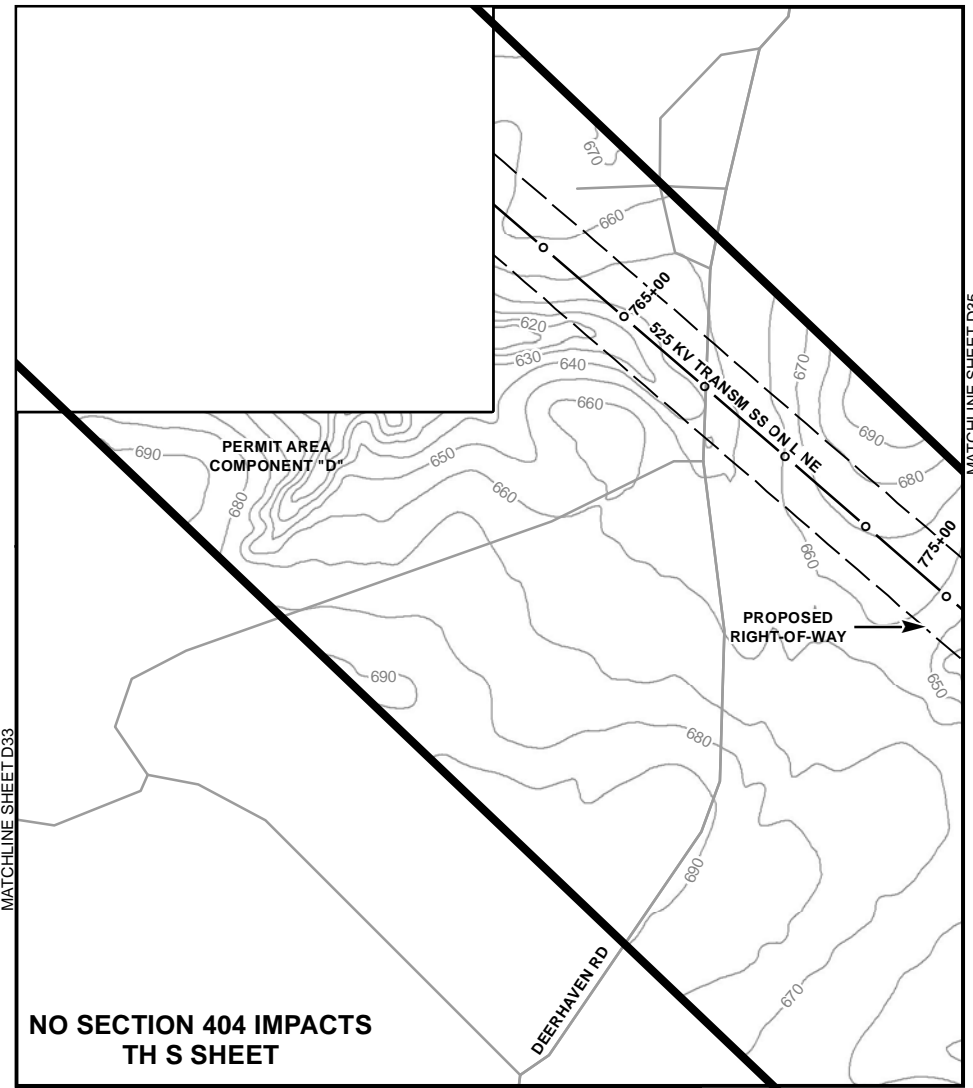 670
660
MATCHLINE SHEET D35
765+00
620
525 KV TRANSM SS ON L NE
630
640
670
660
690
PERMIT AREA
COMPONENT "D"
690
650
680
680
660
775+00
660
PROPOSED
RIGHT-OF-WAY
690
650
680
MATCHLINE SHEET D33
690
DEERHAVEN RD
670
NO SECTION 404 IMPACTS
TH S SHEET